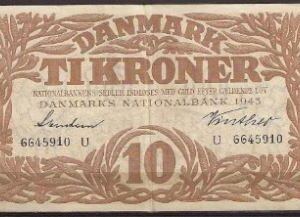 DANMARK
TI KRONER
NATIONALBANKENS SEDLER INDLØSES MED GULD EFTER GÆLDENDE LOV
DANMARKS NATIONALBANK 1943
6645910 U U 6645910
10